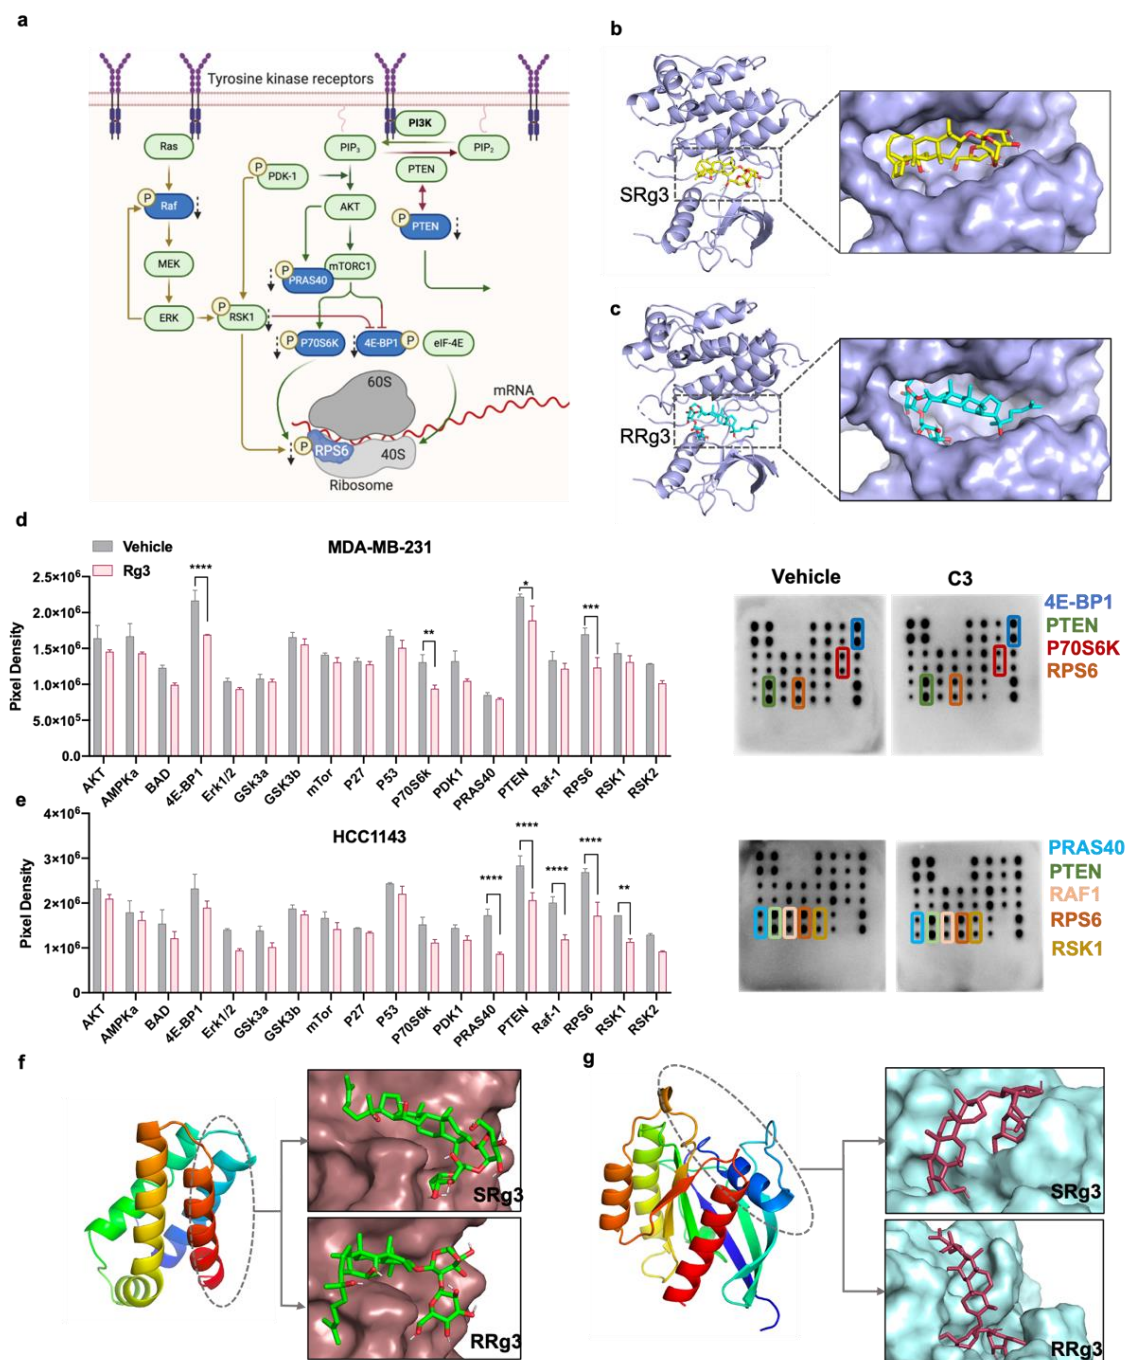 a
Tyrosine kinase receptors
PI3K
Ras
PIP₃
PIP₂
P
PDK-1
PTEN
P
Raf
AKT
P
PTEN
MEK
P
PRAS40
mTORC1
ERK
P
RSK1
P
P70S6K
4E-BP1
P
eIF-4E
60S
mRNA
P
RPS6
40S
Ribosome
b
SRg3
c
RRg3
d
Vehicle
Rg3
MDA-MB-231
Pixel Density
2.5×10⁶
2.0×10⁶
1.5×10⁶
1.0×10⁶
5.0×10⁵
0.0
****
**
*
***
AKT
AMPKa
BAD
4E-BP1
Erk1/2
GSk3a
GSK3b
mTor
P27
P53
P70S6k
PDK1
PRAS40
PTEN
Raf-1
RPS6
RSK1
RSK2
Vehicle
C3
4E-BP1
PTEN
P70S6K
RPS6
e
HCC1143
Pixel Density
4×10⁶
3×10⁶
2×10⁶
1×10⁶
0
****
****
****
****
**
AKT
AMPKa
BAD
4E-BP1
Erk1/2
GSK3a
GSK3b
mTor
P27
P53
P70S6k
PDK1
PRAS40
PTEN
Raf-1
RPS6
RSK1
RSK2
PRAS40
PTEN
RAF1
RPS6
RSK1
f
SRg3
RRg3
g
SRg3
RRg3